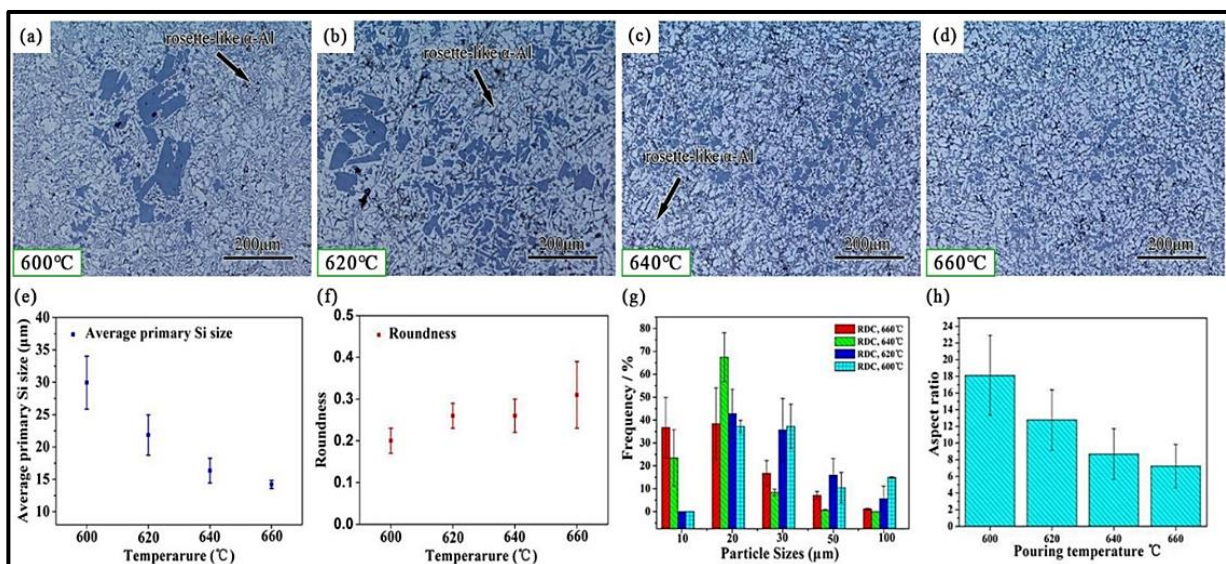 (a)
rosette-like α-Al
200μm
600℃
(b)
rosette-like α-Al
200μm
620℃
(c)
rosette-like α-Al
200μm
640℃
(d)
200μm
660℃
(e)
Average primary Si size
Average primary Si size (μm)
40
35
30
25
20
15
10
600 620 640 660
Temperarure (℃)
(f)
Roundness
Roundness
0.5
0.4
0.3
0.2
0.1
0.0
600 620 640 660
Temperarure (℃)
(g)
RDC, 660℃
RDC, 640℃
RDC, 620℃
RDC, 600℃
Frequency / %
80
70
60
50
40
30
20
10
0
10 20 30 50 100
Particle Sizes (μm)
(h)
Aspect ratio
24
22
20
18
16
14
12
10
8
6
4
2
0
600 620 640 660
Pouring temperature ℃